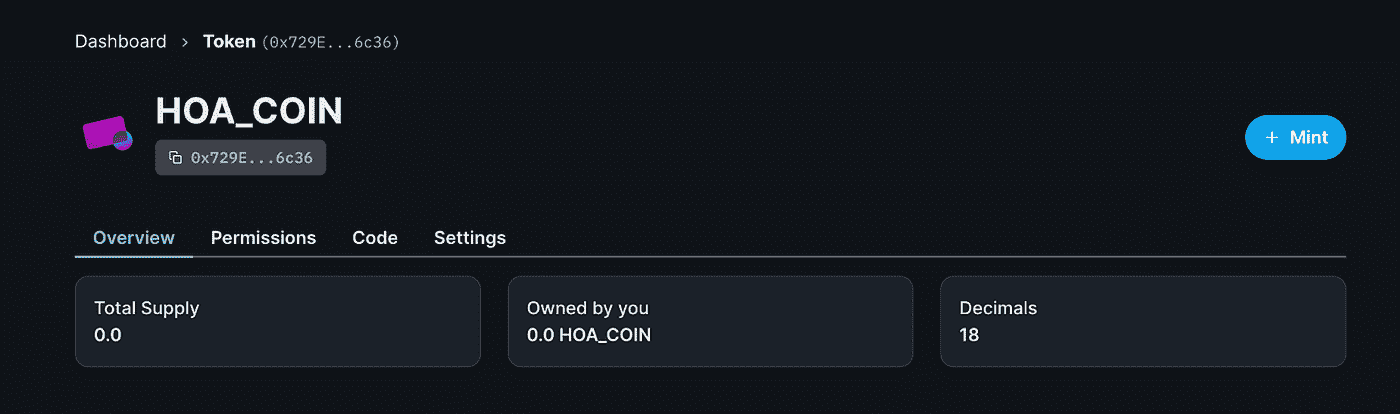 Dashboard > Token (0x729E...6c36)
HOA_COIN
0x729E...6c36
+ Mint
Overview Permissions Code Settings
Total Supply
0.0
Owned by you
0.0 HOA_COIN
Decimals
18